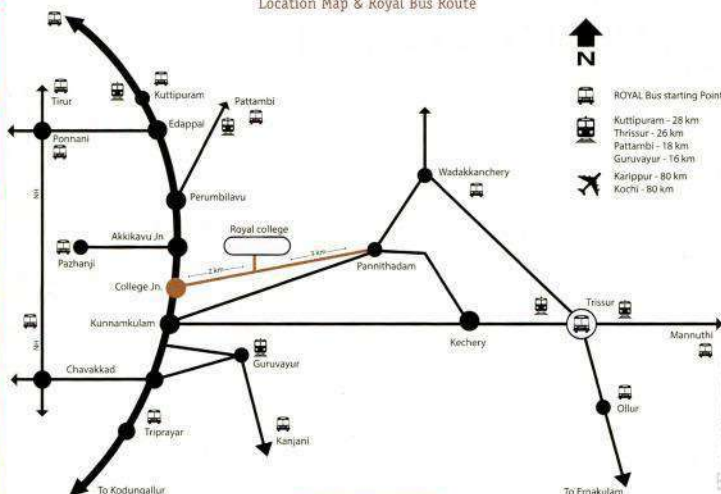 Location Map & Royal Bus Route
N
ROYAL Bus starting Point
Kuttipuram - 28 km
Thrissur - 26 km
Pattambi - 18 km
Guruvayur - 16 km
Karippur - 80 km
Kochi - 80 km
Tirur
Kuttipuram
Pattambi
Edappal
Ponnani
NH
Perumbilavu
Wadakkanchery
Royal college
Akkikavu Jn.
Pazhanji
2 km
3 km
Pannithadam
College Jn.
Kunnamkulam
Kechery
Trissur
Mannuthi
NH
Chavakkad
Guruvayur
Ollur
Triprayar
Kanjani
To Kodungallur
To Ernakulam